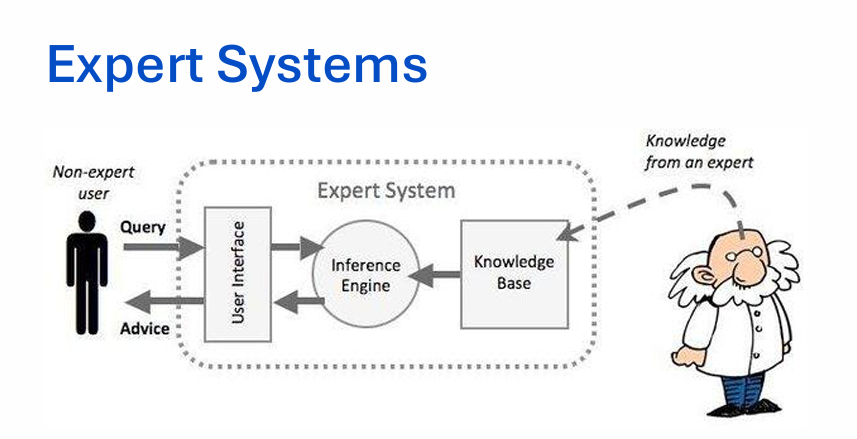 Expert Systems
Knowledge
from an expert
Non-expert
user
Expert System
Query
User Interface
Inference
Engine
Knowledge
Base
Advice